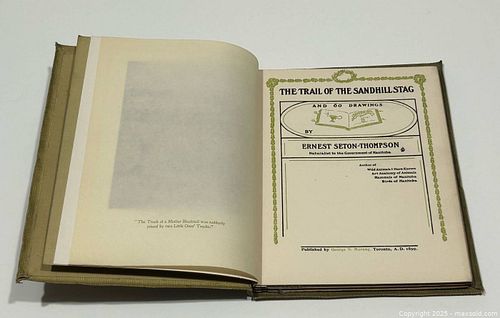 "The Track of a Mother Blacktail was suddenly
joined by two Little Ones' Tracks."
THE TRAIL OF THE SANDHILL STAG
AND 60 DRAWINGS
BY
ERNEST SETON-THOMPSON
Naturalist to the Government of Manitoba
Author of
Wild Animals I Have Known
Art Anatomy of Animals
Mammals of Manitoba
Birds of Manitoba
Published by George N. Morang, Toronto, A. D. 1899.
Copyright 2025 - maxsold.com